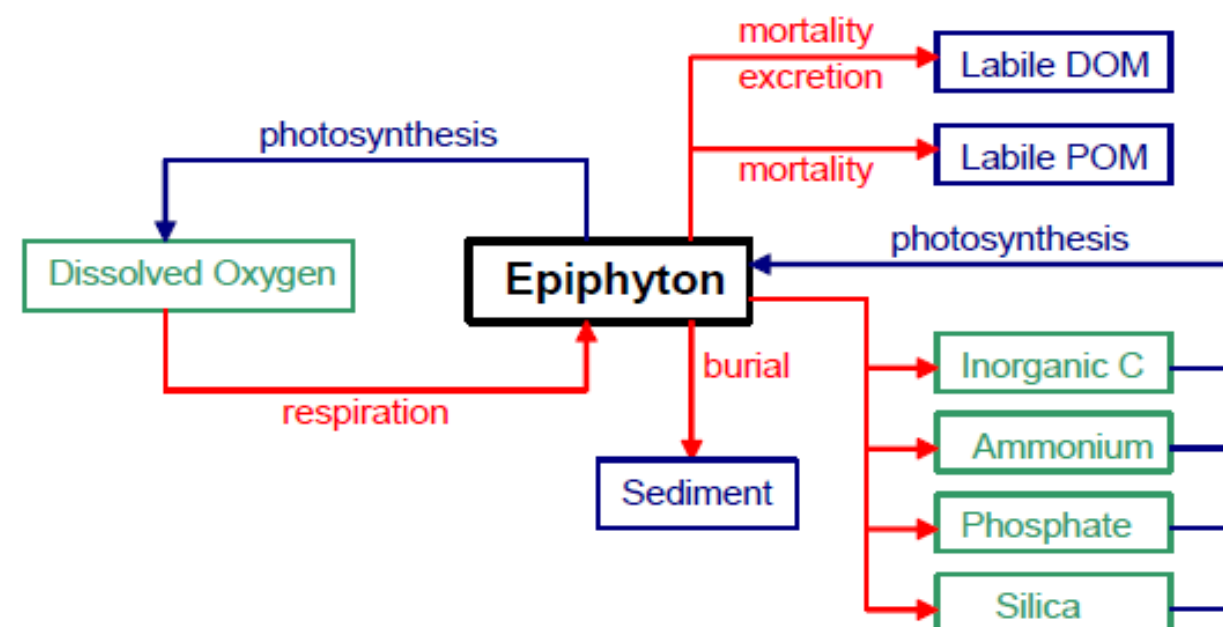 mortality
excretion
Labile DOM
photosynthesis
mortality
Labile POM
photosynthesis
Dissolved Oxygen
Epiphyton
burial
Inorganic C
respiration
Ammonium
Sediment
Phosphate
Silica